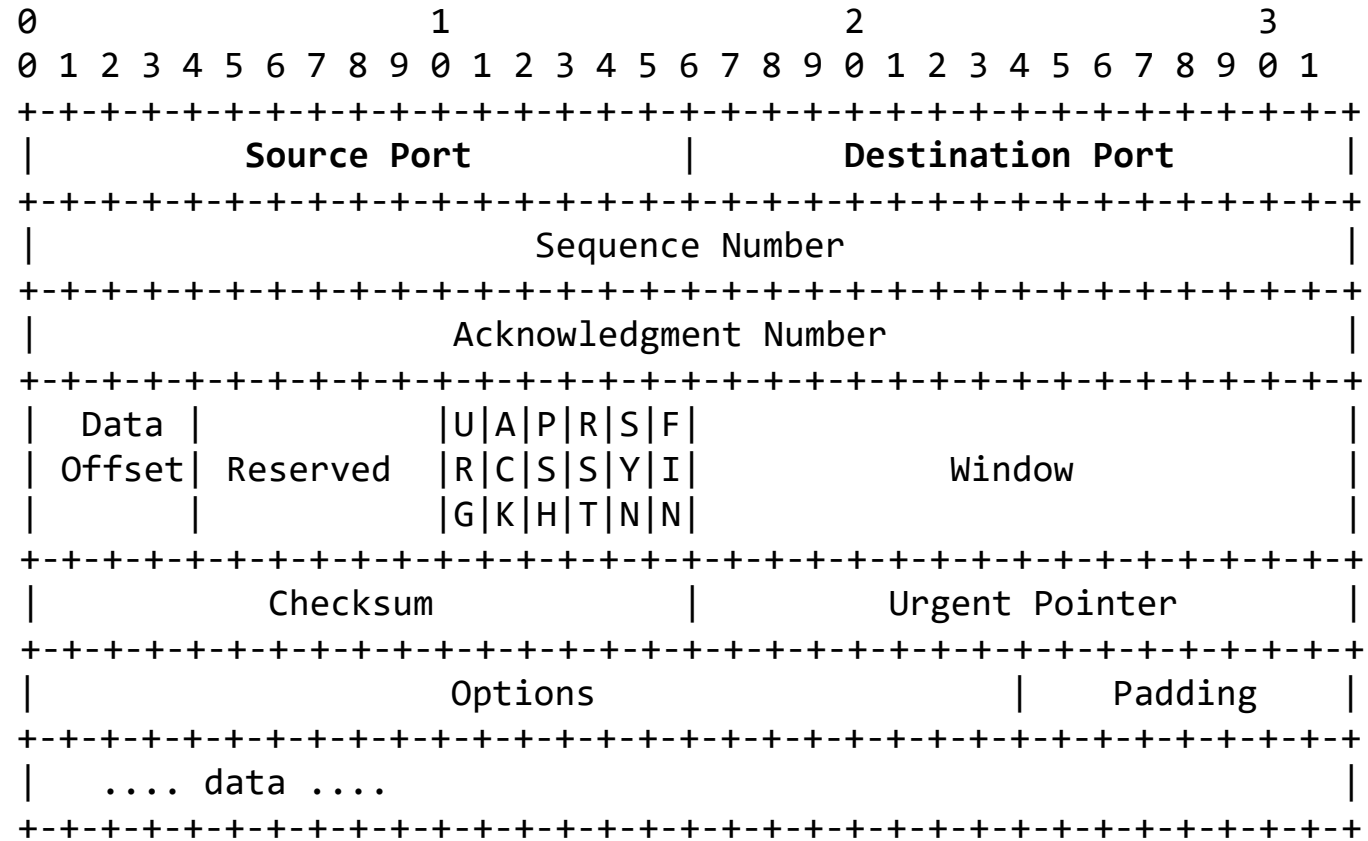 0                   1                   2                   3
0 1 2 3 4 5 6 7 8 9 0 1 2 3 4 5 6 7 8 9 0 1 2 3 4 5 6 7 8 9 0 1
+-+-+-+-+-+-+-+-+-+-+-+-+-+-+-+-+-+-+-+-+-+-+-+-+-+-+-+-+-+-+-+-+
|          Source Port          |       Destination Port        |
+-+-+-+-+-+-+-+-+-+-+-+-+-+-+-+-+-+-+-+-+-+-+-+-+-+-+-+-+-+-+-+-+
|                        Sequence Number                        |
+-+-+-+-+-+-+-+-+-+-+-+-+-+-+-+-+-+-+-+-+-+-+-+-+-+-+-+-+-+-+-+-+
|                    Acknowledgment Number                      |
+-+-+-+-+-+-+-+-+-+-+-+-+-+-+-+-+-+-+-+-+-+-+-+-+-+-+-+-+-+-+-+-+
|  Data |           |U|A|P|R|S|F|                               |
| Offset| Reserved  |R|C|S|S|Y|I|            Window             |
|       |           |G|K|H|T|N|N|                               |
+-+-+-+-+-+-+-+-+-+-+-+-+-+-+-+-+-+-+-+-+-+-+-+-+-+-+-+-+-+-+-+-+
|           Checksum            |         Urgent Pointer        |
+-+-+-+-+-+-+-+-+-+-+-+-+-+-+-+-+-+-+-+-+-+-+-+-+-+-+-+-+-+-+-+-+
|                    Options                    |    Padding    |
+-+-+-+-+-+-+-+-+-+-+-+-+-+-+-+-+-+-+-+-+-+-+-+-+-+-+-+-+-+-+-+-+
|   .... data ....                                              |
+-+-+-+-+-+-+-+-+-+-+-+-+-+-+-+-+-+-+-+-+-+-+-+-+-+-+-+-+-+-+-+-+